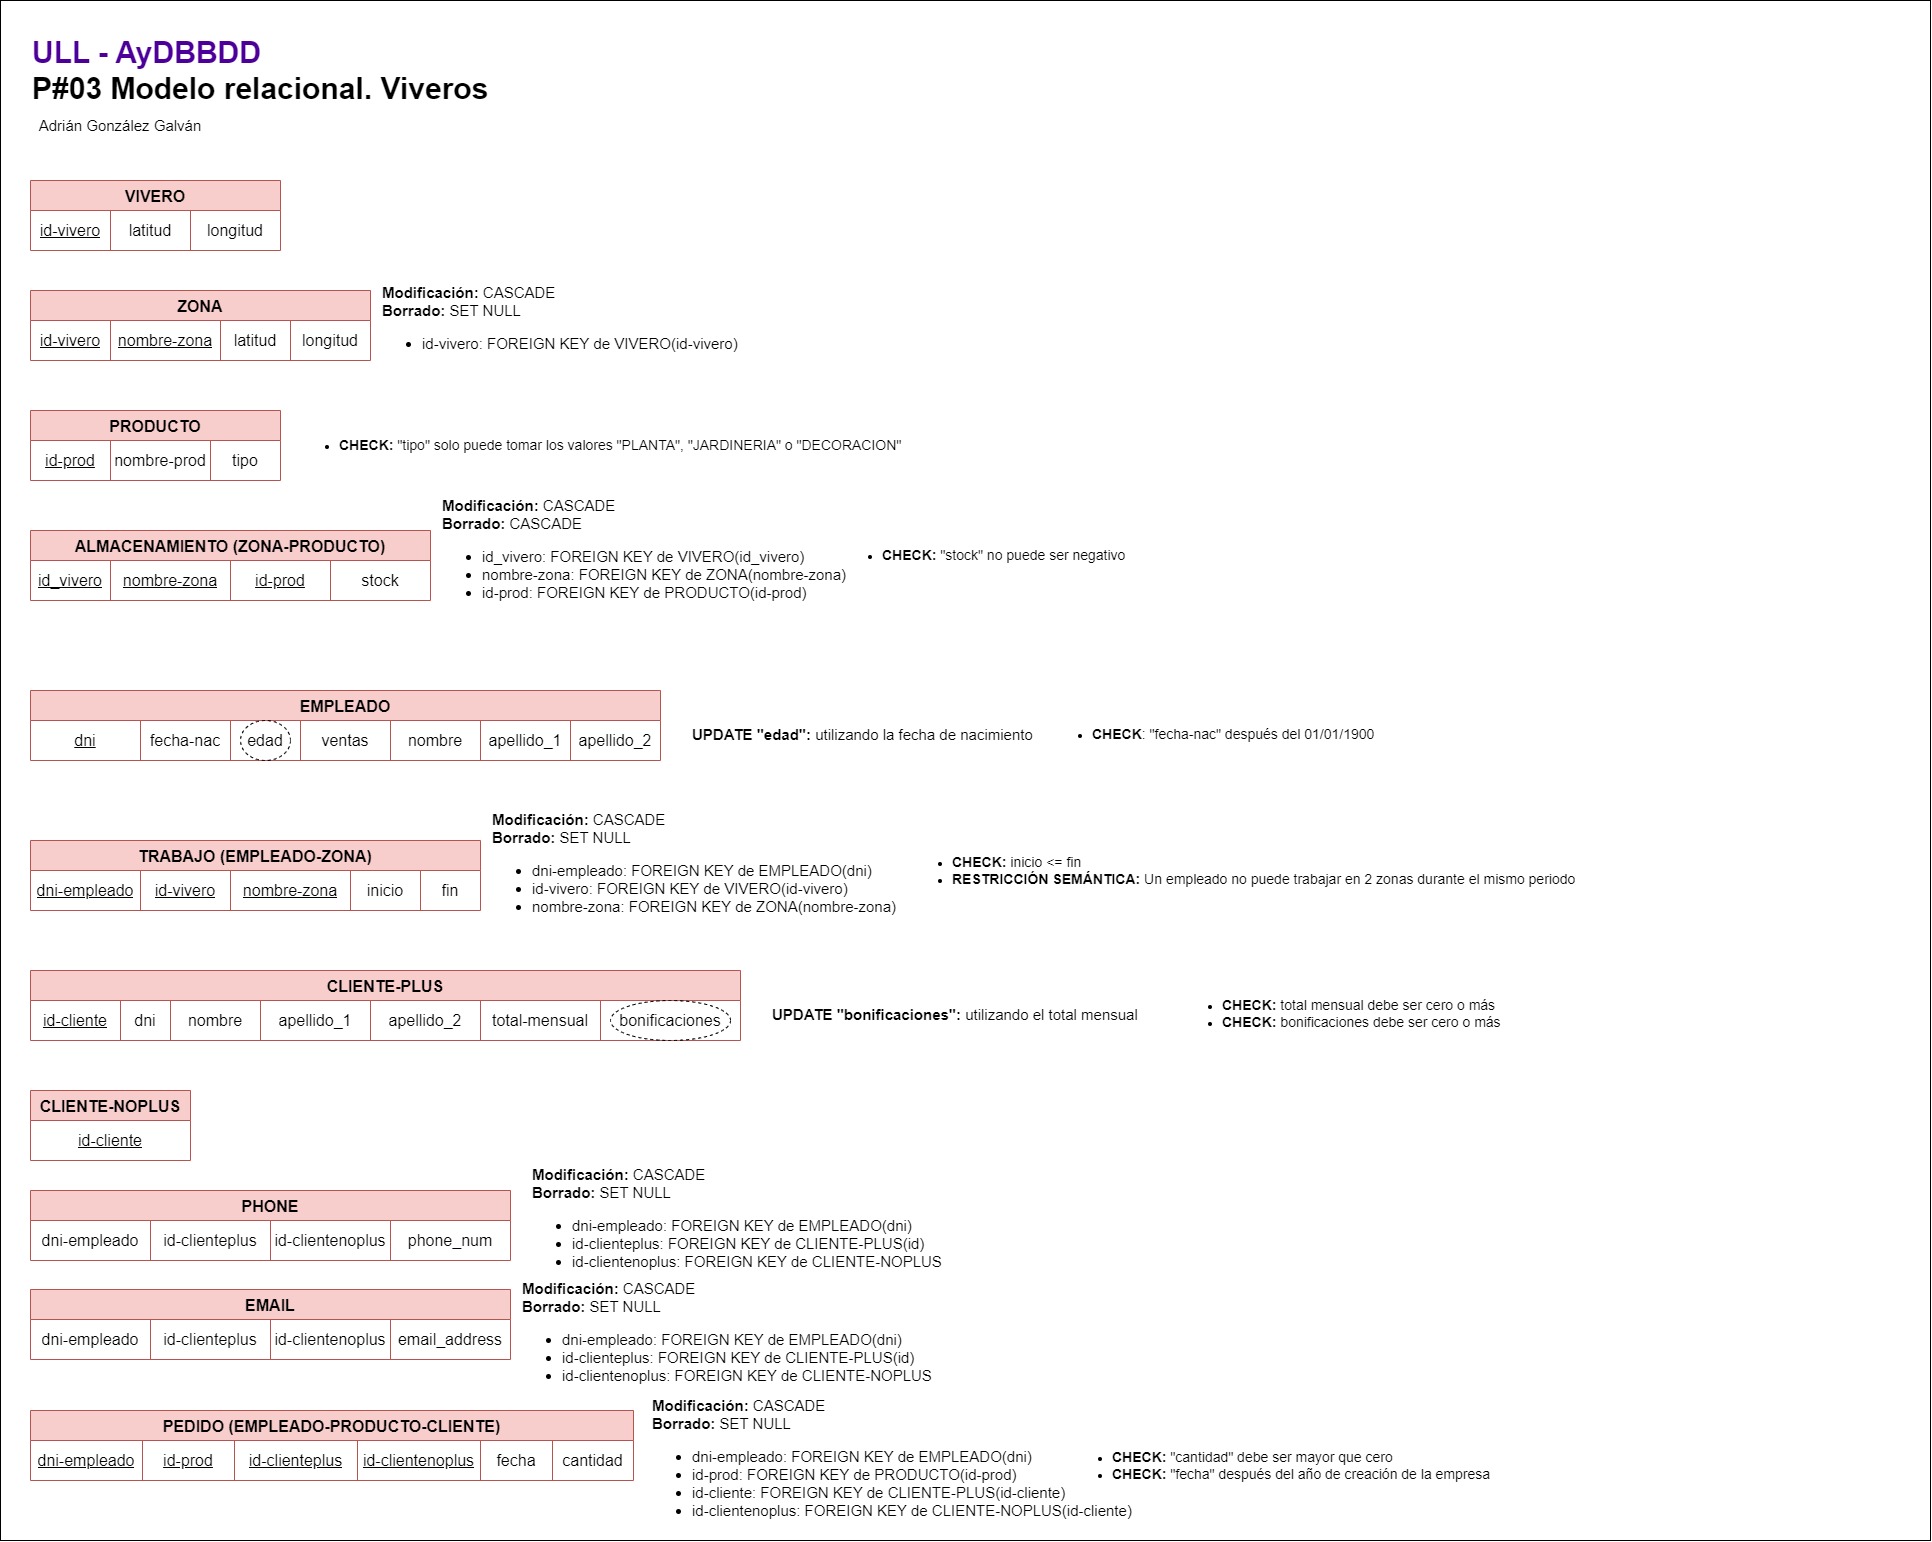 ULL - AyDBBDD
P#03 Modelo relacional. Viveros
Adrián González Galván
VIVERO
id-vivero latitud longitud
ZONA
id-vivero nombre-zona latitud longitud
Modificación: CASCADE
Borrado: SET NULL
id-vivero: FOREIGN KEY de VIVERO(id-vivero)
PRODUCTO
id-prod nombre-prod tipo
CHECK: "tipo" solo puede tomar los valores "PLANTA", "JARDINERIA" o "DECORACION"
ALMACENAMIENTO (ZONA-PRODUCTO)
id_vivero nombre-zona id-prod stock
Modificación: CASCADE
Borrado: CASCADE
id_vivero: FOREIGN KEY de VIVERO(id_vivero)
nombre-zona: FOREIGN KEY de ZONA(nombre-zona)
id-prod: FOREIGN KEY de PRODUCTO(id-prod)
CHECK: "stock" no puede ser negativo
EMPLEADO
dni fecha-nac edad ventas nombre apellido_1 apellido_2
UPDATE "edad": utilizando la fecha de nacimiento
CHECK: "fecha-nac" después del 01/01/1900
TRABAJO (EMPLEADO-ZONA)
dni-empleado id-vivero nombre-zona inicio fin
Modificación: CASCADE
Borrado: SET NULL
dni-empleado: FOREIGN KEY de EMPLEADO(dni)
id-vivero: FOREIGN KEY de VIVERO(id-vivero)
nombre-zona: FOREIGN KEY de ZONA(nombre-zona)
CHECK: inicio <= fin
RESTRICCIÓN SEMÁNTICA: Un empleado no puede trabajar en 2 zonas durante el mismo periodo
CLIENTE-PLUS
id-cliente dni nombre apellido_1 apellido_2 total-mensual bonificaciones
UPDATE "bonificaciones": utilizando el total mensual
CHECK: total mensual debe ser cero o más
CHECK: bonificaciones debe ser cero o más
CLIENTE-NOPLUS
id-cliente
PHONE
dni-empleado id-clienteplus id-clientenoplus phone_num
Modificación: CASCADE
Borrado: SET NULL
dni-empleado: FOREIGN KEY de EMPLEADO(dni)
id-clienteplus: FOREIGN KEY de CLIENTE-PLUS(id)
id-clientenoplus: FOREIGN KEY de CLIENTE-NOPLUS
EMAIL
dni-empleado id-clienteplus id-clientenoplus email_address
Modificación: CASCADE
Borrado: SET NULL
dni-empleado: FOREIGN KEY de EMPLEADO(dni)
id-clienteplus: FOREIGN KEY de CLIENTE-PLUS(id)
id-clientenoplus: FOREIGN KEY de CLIENTE-NOPLUS
PEDIDO (EMPLEADO-PRODUCTO-CLIENTE)
dni-empleado id-prod id-clienteplus id-clientenoplus fecha cantidad
Modificación: CASCADE
Borrado: SET NULL
dni-empleado: FOREIGN KEY de EMPLEADO(dni)
id-prod: FOREIGN KEY de PRODUCTO(id-prod)
id-cliente: FOREIGN KEY de CLIENTE-PLUS(id-cliente)
id-clientenoplus: FOREIGN KEY de CLIENTE-NOPLUS(id-cliente)
CHECK: "cantidad" debe ser mayor que cero
CHECK: "fecha" después del año de creación de la empresa